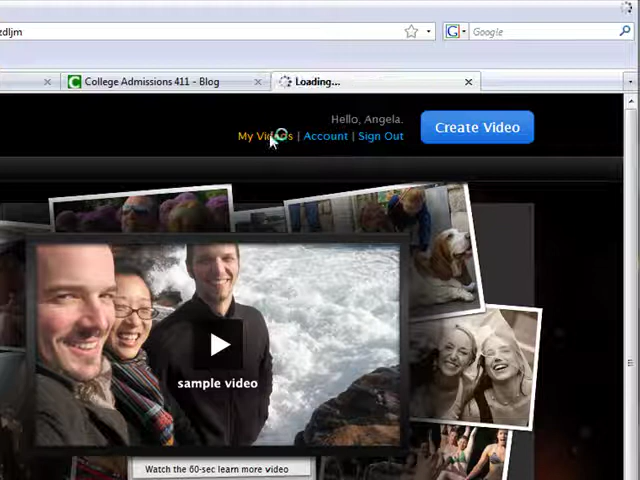 zdljm
Google
College Admissions 411 - Blog
Loading...
Hello, Angela.
My Videos | Account | Sign Out
Create Video
sample video
Watch the 60-sec learn more video